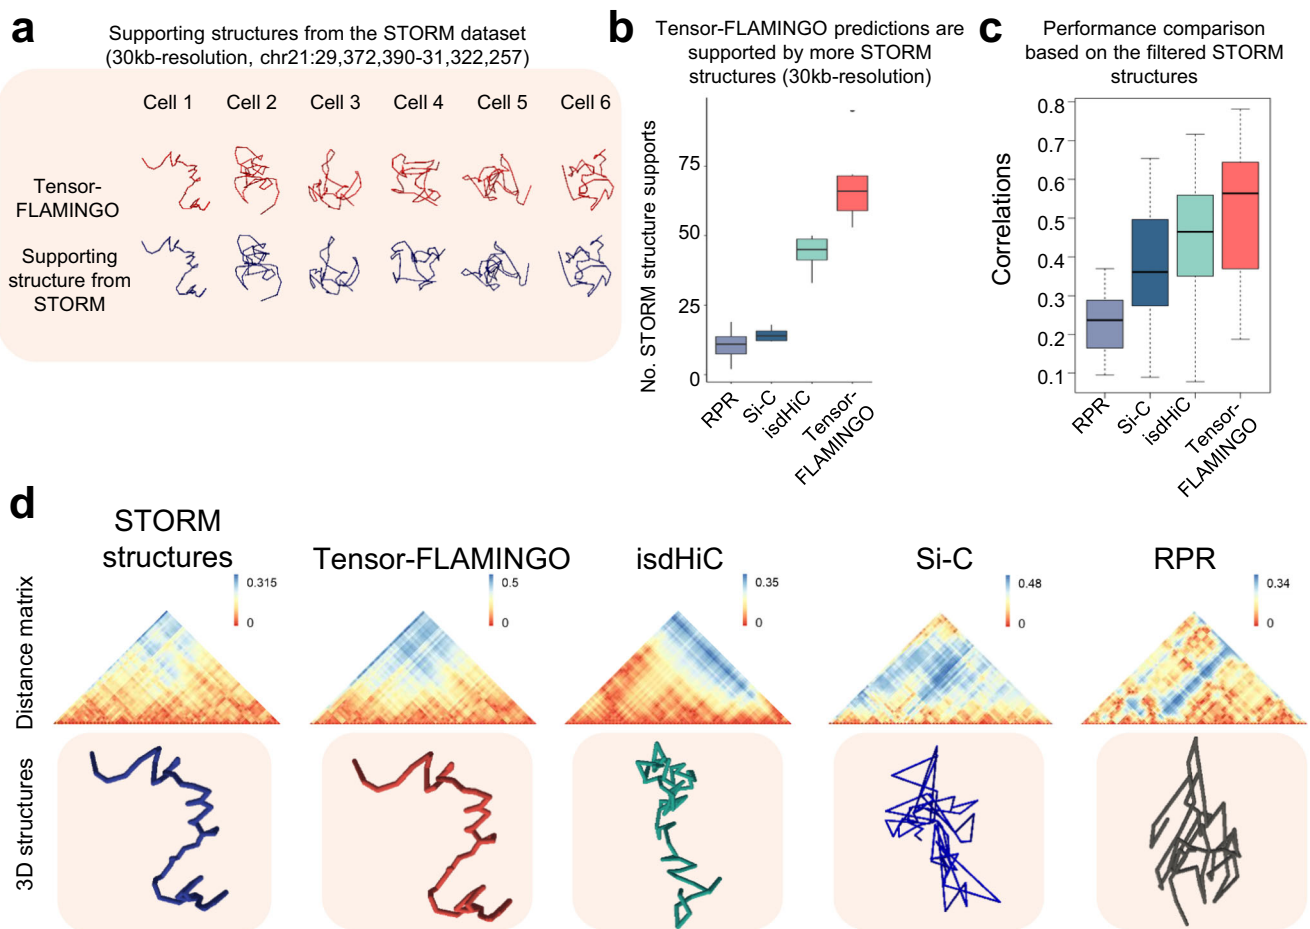 a
Supporting structures from the STORM dataset
(30kb-resolution, chr21:29,372,390-31,322,257)
Cell 1 Cell 2 Cell 3 Cell 4 Cell 5 Cell 6
Tensor-
FLAMINGO
Supporting
structure from
STORM
b
Tensor-FLAMINGO predictions are
supported by more STORM
structures (30kb-resolution)
No. STORM structure supports
75
50
25
0
RPR
Si-C
isdHiC
Tensor-
FLAMINGO
c
Performance comparison
based on the filtered STORM
structures
Correlations
0.8
0.7
0.6
0.5
0.4
0.3
0.2
0.1
RPR
Si-C
isdHiC
Tensor-
FLAMINGO
d
STORM
structures
Tensor-FLAMINGO
isdHiC
Si-C
RPR
Distance matrix
0.315
0
0.5
0
0.35
0
0.48
0
0.34
0
3D structures